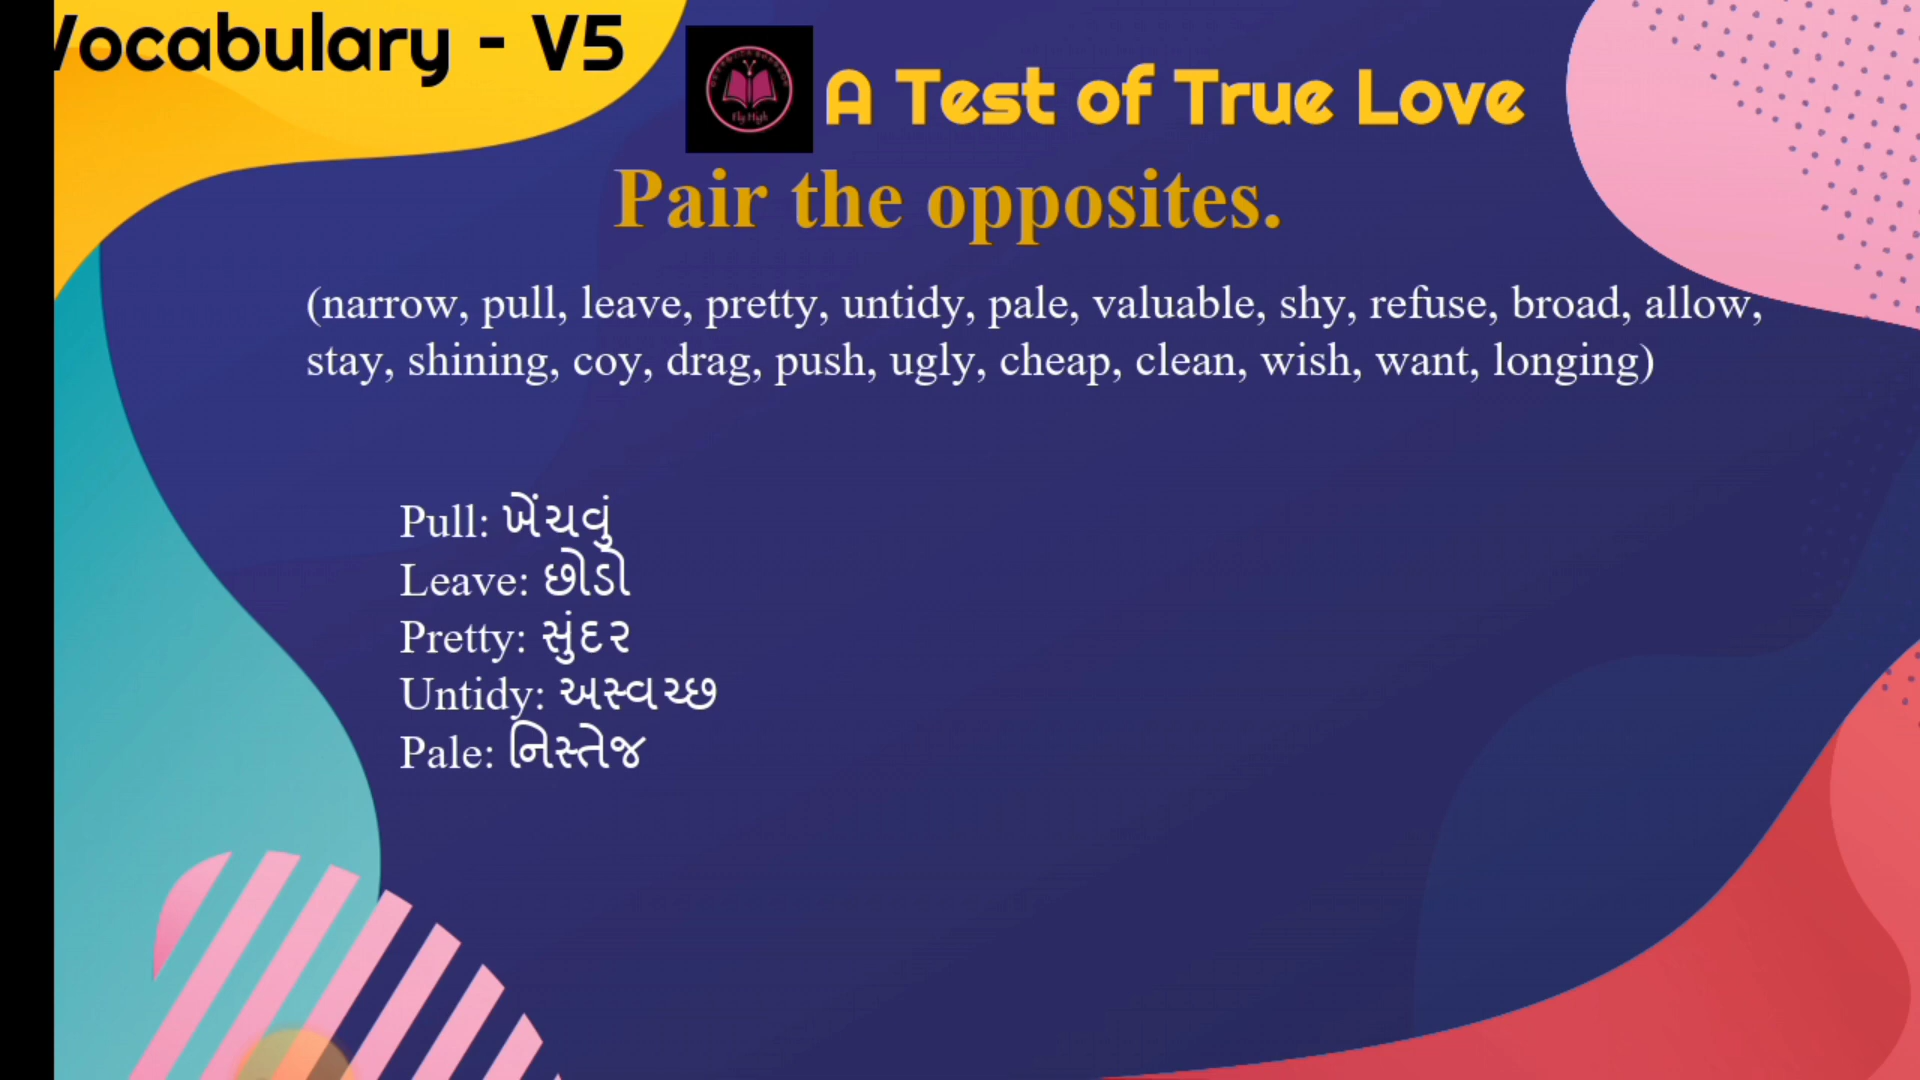 Vocabulary - V5
A Test of True Love
Fly High
Pair the opposites.
(narrow, pull, leave, pretty, untidy, pale, valuable, shy, refuse, broad, allow,
stay, shining, coy, drag, push, ugly, cheap, clean, wish, want, longing)
Pull: ખેંચવું
Leave: છોડો
Pretty: સુંદર
Untidy: અસ્વચ્છ
Pale: નિસ્તેજ